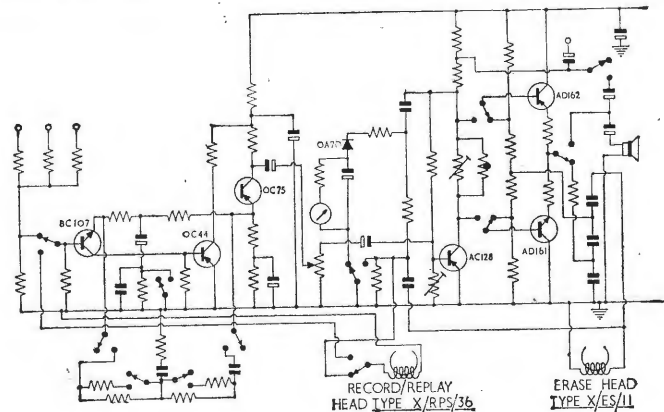 AD162
OA70
OC75
BC107
OC44
AC128
AD161
RECORD/REPLAY
HEAD TYPE X/RPS/36
ERASE HEAD
TYPE X/ES/11